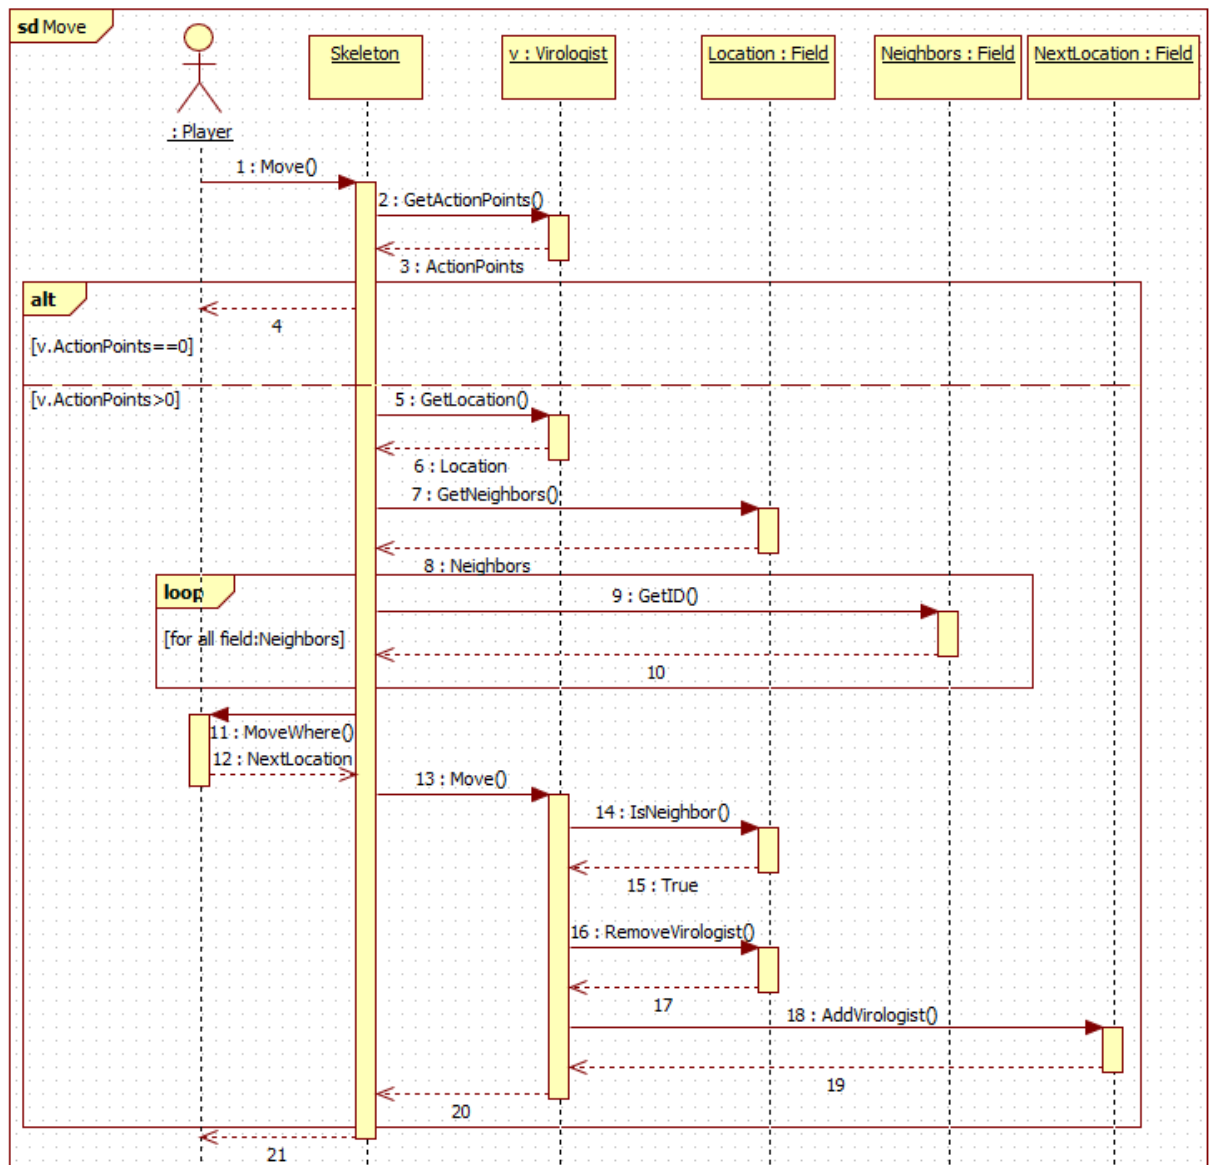 sd Move
Skeleton
v : Virologist
Location : Field
Neighbors : Field
NextLocation : Field
: Player
1 : Move()
2 : GetActionPoints()
3 : ActionPoints
alt
4
[v.ActionPoints==0]
[v.ActionPoints>0]
5 : GetLocation()
6 : Location
7 : GetNeighbors()
8 : Neighbors
loop
9 : GetID()
[for all field:Neighbors]
10
11 : MoveWhere()
12 : NextLocation
13 : Move()
14 : IsNeighbor()
15 : True
16 : RemoveVirologist()
17
18 : AddVirologist()
19
20
21